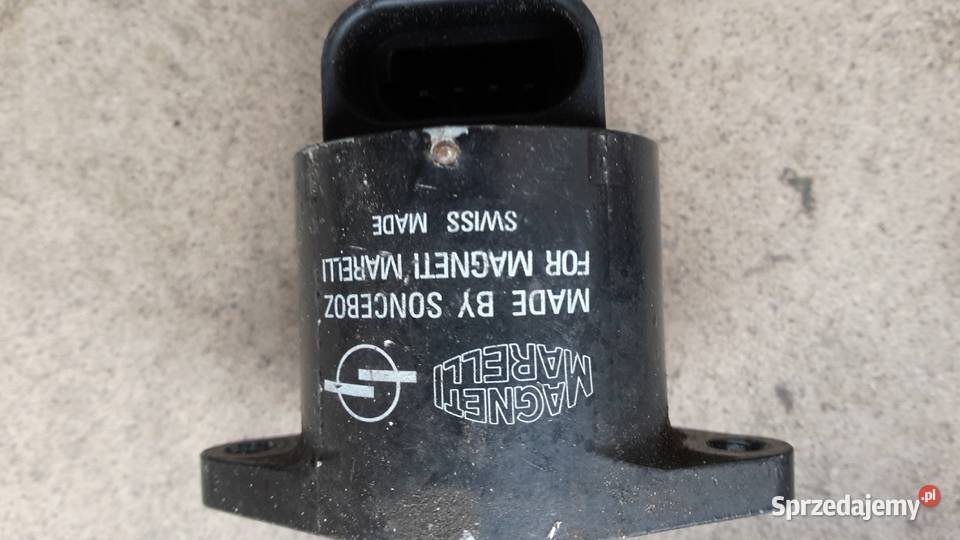 MAGNETI
MARELLI
MADE BY SONCEBOZ
FOR MAGNETI MARELLI
SWISS MADE
Sprzedajemy.pl